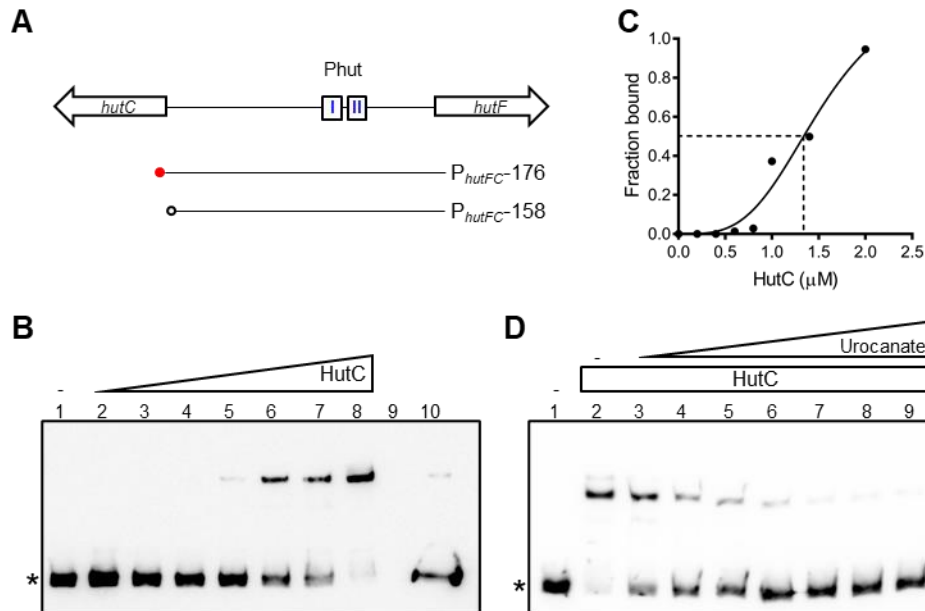 A
Phut
hutC
I
II
hutF
PhutFC-176
PhutFC-158
B
HutC
-
1 2 3 4 5 6 7 8 9 10
*
C
Fraction bound
1.0
0.8
0.6
0.4
0.2
0.0
0.0 0.5 1.0 1.5 2.0 2.5
HutC (μM)
D
-
Urocanate
-
HutC
1 2 3 4 5 6 7 8 9
*